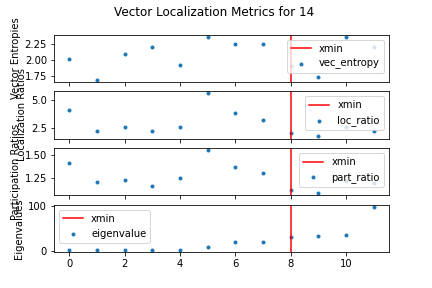 Vector Localization Metrics for 14
Vector Entropies
2.25
2.00
1.75
xmin
vec_entropy
Localization Ratios
5.0
2.5
xmin
loc_ratio
Participation Ratios
1.50
1.25
xmin
part_ratio
Eigenvalues
100
0
xmin
eigenvalue
0 2 4 6 8 10